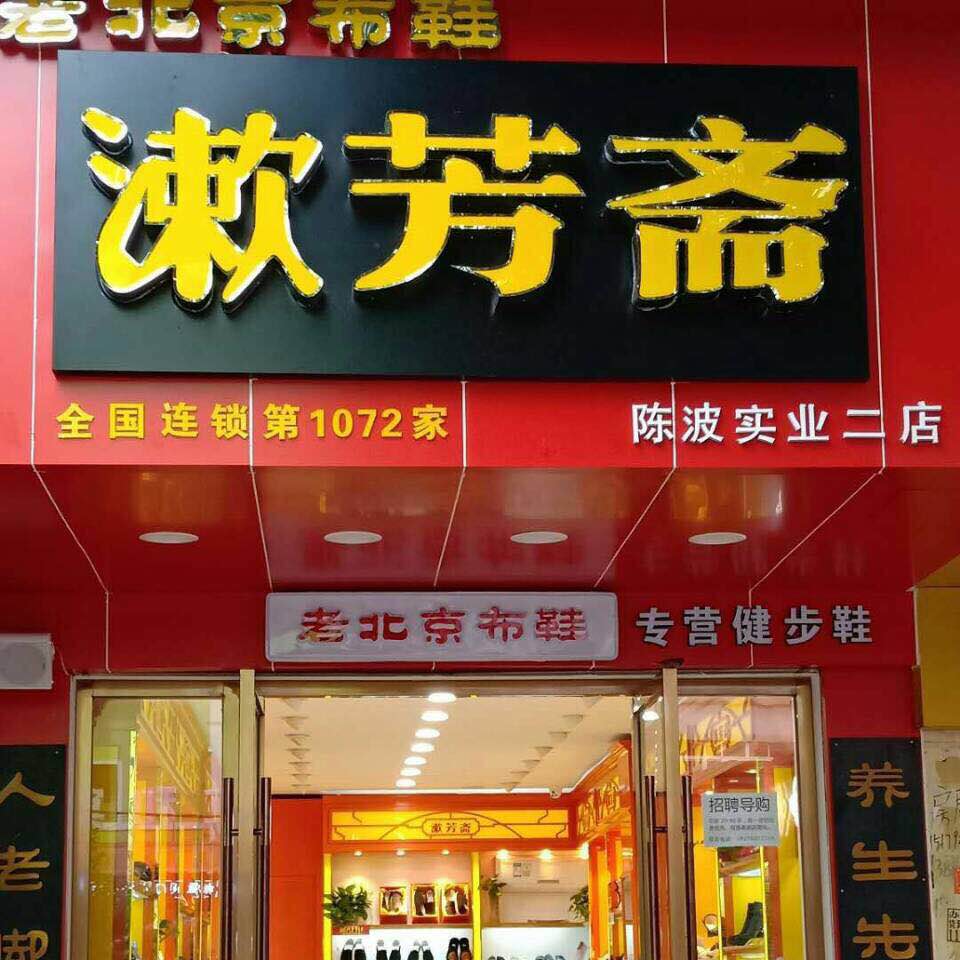 老北京布鞋
漱芳斋
全国连锁第1072家
陈波实业二店
老北京布鞋
专营健步鞋
招聘导购
漱芳斋
人老脚
养生先